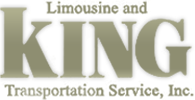 Limousine and
KING
Transportation Service, Inc.